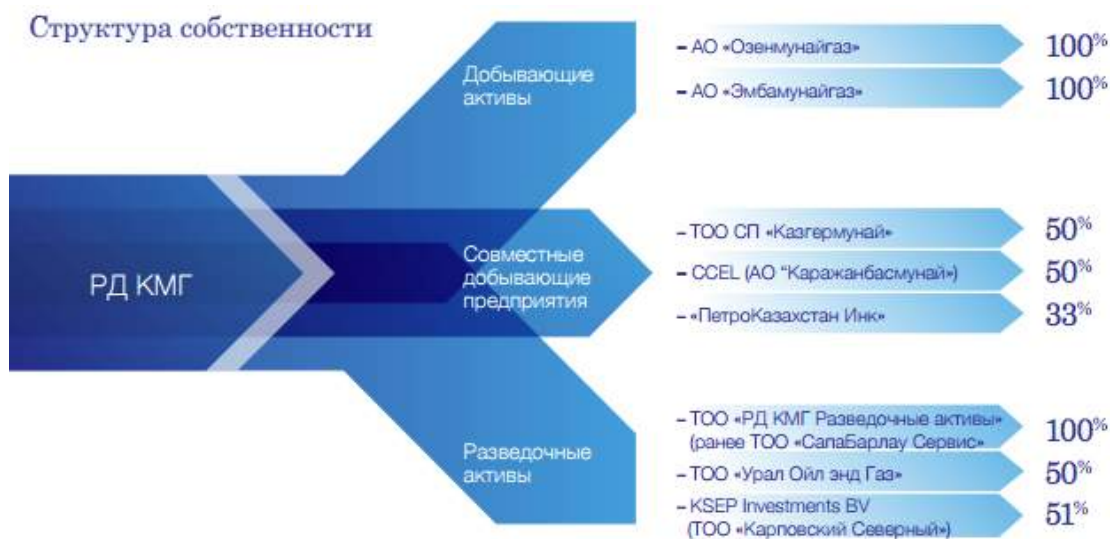 Структура собственности
РД КМГ
Добывающие
активы
– АО «Озенмунайгаз» 100%
– АО «Эмбамунайгаз» 100%
Совместные
добывающие
предприятия
– ТОО СП «Казгермунай» 50%
– CCEL (АО "Каражанбасмунай») 50%
– «ПетроКазахстан Инк» 33%
Разведочные
активы
– ТОО «РД КМГ Разведочные активы»
(ранее ТОО «СапаБарлау Сервис» 100%
– ТОО «Урал Ойл энд Газ» 50%
– KSEP Investments BV
(ТОО «Карповский Северный») 51%